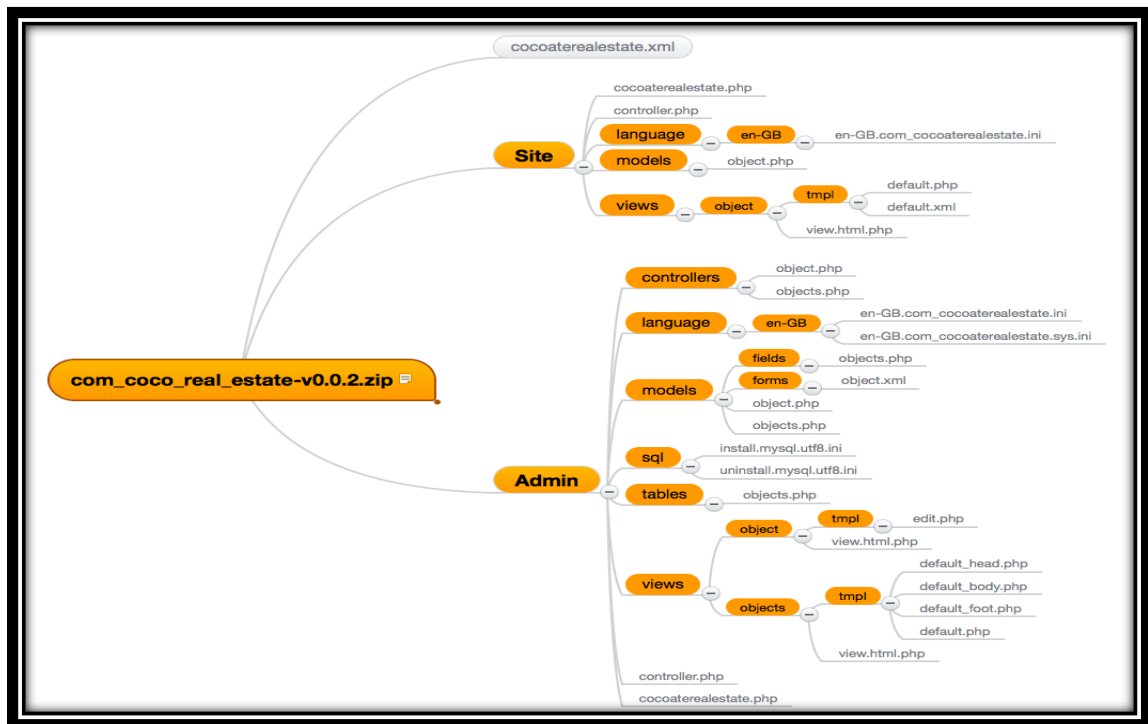 cocoaterealestate.xml
cocoaterealestate.php
controller.php
language
en-GB
en-GB.com_cocoaterealestate.ini
Site
models
object.php
views
object
tmpl
default.php
default.xml
view.html.php
com_coco_real_estate-v0.0.2.zip
Admin
controllers
object.php
objects.php
language
en-GB
en-GB.com_cocoaterealestate.ini
en-GB.com_cocoaterealestate.sys.ini
models
fields
objects.php
forms
object.xml
object.php
objects.php
sql
install.mysql.utf8.ini
uninstall.mysql.utf8.ini
tables
objects.php
views
object
tmpl
edit.php
view.html.php
objects
tmpl
default_head.php
default_body.php
default_foot.php
default.php
view.html.php
controller.php
cocoaterealestate.php